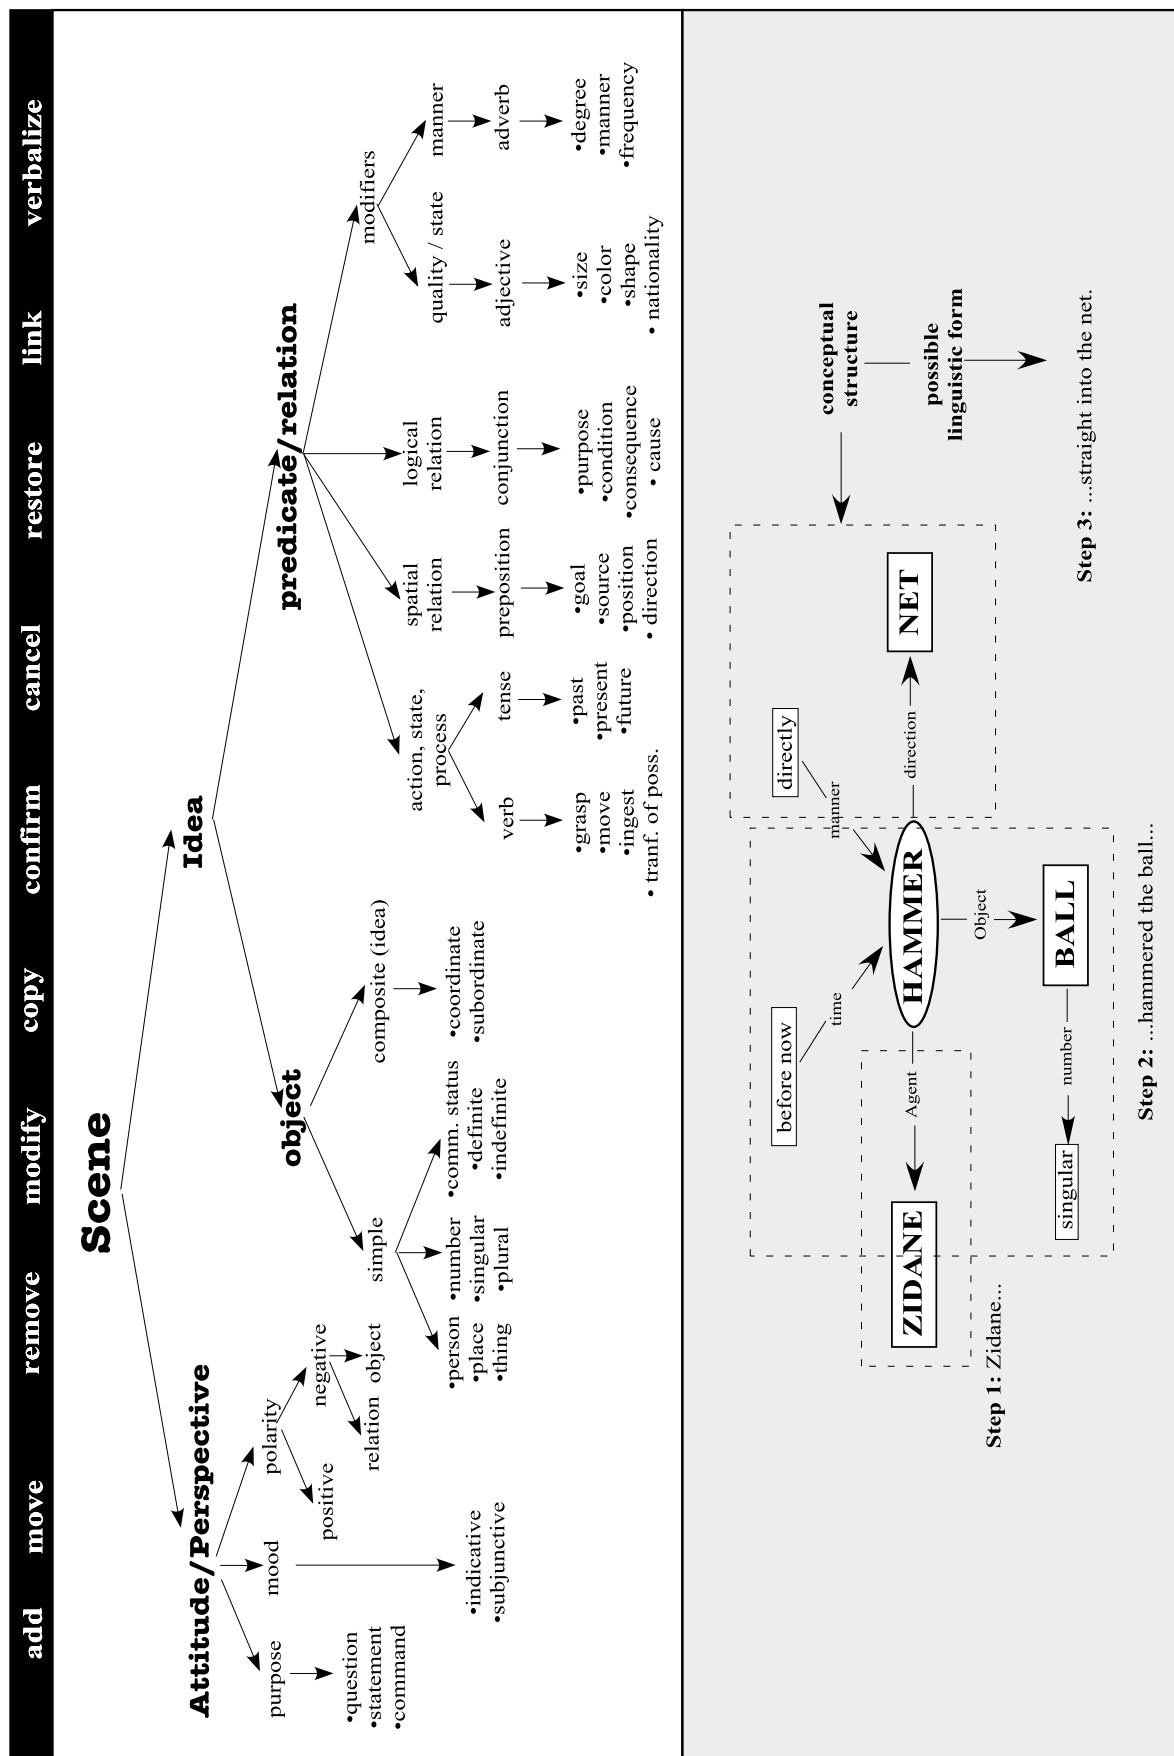 add move remove modify copy confirm cancel restore link verbalize
Scene
Attitude/Perspective
Idea
purpose
mood
polarity
object
predicate/relation
•question
•statement
•command
•indicative
•subjunctive
positive
negative
relation
object
simple
composite (idea)
•person
•place
•thing
•number
•singular
•plural
•comm. status
•definite
•indefinite
•coordinate
•subordinate
action, state,
process
spatial
relation
logical
relation
modifiers
quality / state
manner
verb
tense
preposition
conjunction
adjective
adverb
•grasp
•move
•ingest
• tranf. of poss.
•past
•present
•future
•goal
•source
•position
• direction
•purpose
•condition
•consequence
• cause
•size
•color
•shape
• nationality
•degree
•manner
•frequency
before now
directly
time
manner
conceptual
structure
ZIDANE
Agent
HAMMER
direction
NET
possible
linguistic form
Object
Step 1: Zidane...
singular
number
BALL
Step 3: ...straight into the net.
Step 2: ...hammered the ball...